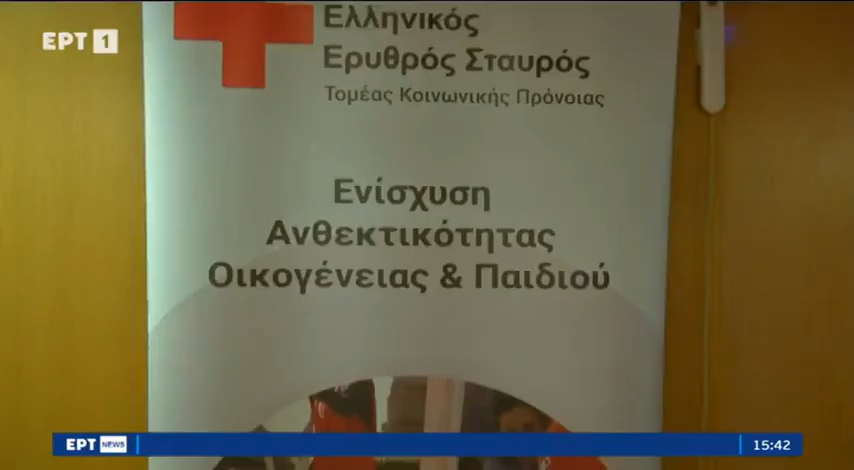 ΕΡΤ 1
Ελληνικός
Ερυθρός Σταυρός
Τομέας Κοινωνικής Πρόνοιας
Ενίσχυση
Ανθεκτικότητας
Οικογένειας & Παιδιού
ΕΡΤ NEWS
15:42